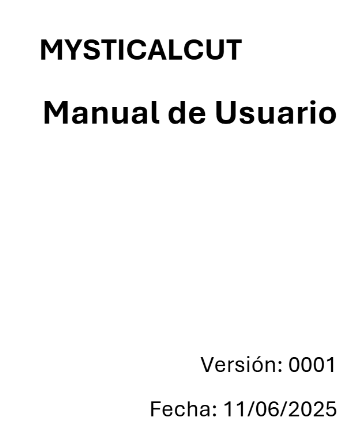 MYSTICALCUT
Manual de Usuario
Versión: 0001
Fecha: 11/06/2025